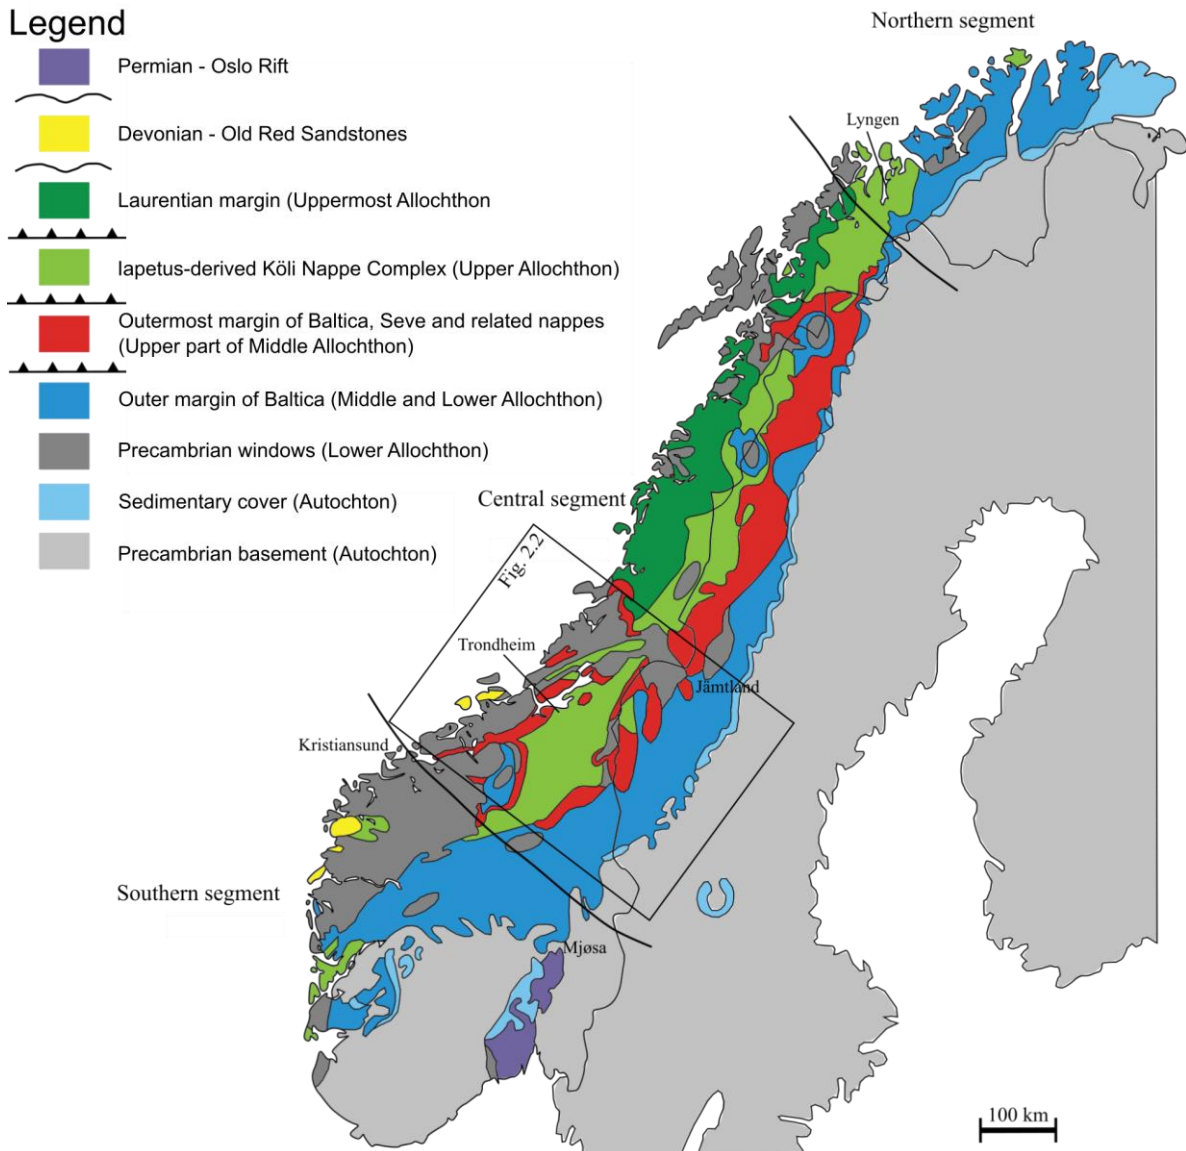 Legend
Permian - Oslo Rift
Devonian - Old Red Sandstones
Laurentian margin (Uppermost Allochthon
Iapetus-derived Köli Nappe Complex (Upper Allochthon)
Outermost margin of Baltica, Seve and related nappes
(Upper part of Middle Allochthon)
Outer margin of Baltica (Middle and Lower Allochthon)
Precambrian windows (Lower Allochthon)
Sedimentary cover (Autochton)
Precambrian basement (Autochton)
Northern segment
Lyngen
Central segment
Fig. 2.2
Trondheim
Jämtland
Kristiansund
Southern segment
Mjøsa
100 km